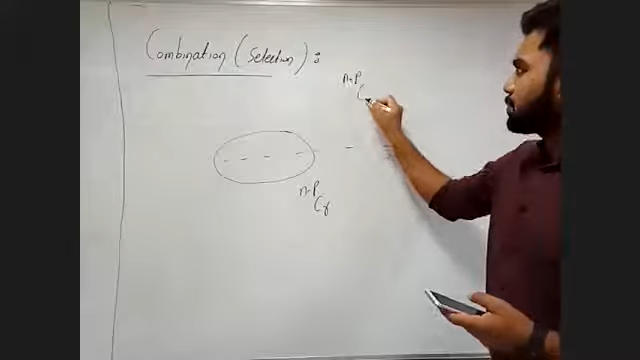 Combination (Selection) :
n-P
C
n-P
Cr